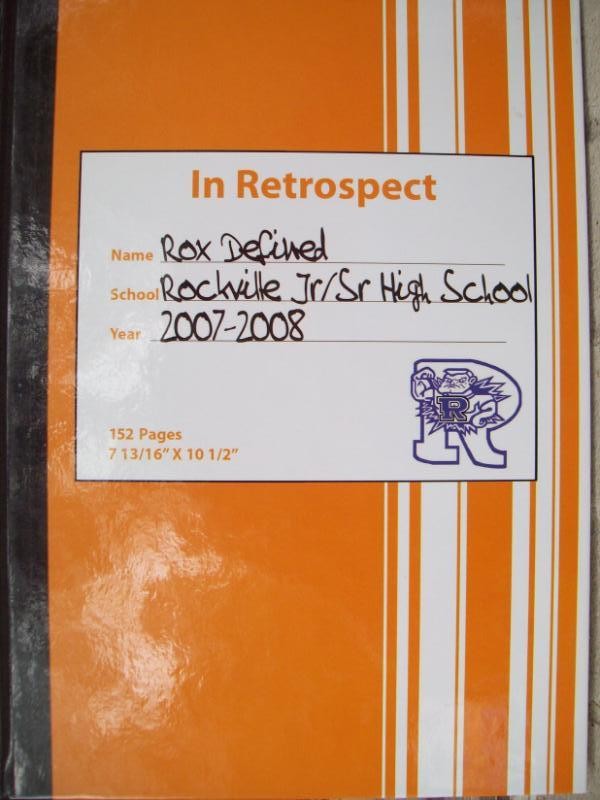 In Retrospect
Name Rox Defined
School Rockville Jr/Sr High School
Year 2007-2008
R
R
152 Pages
7 13/16" X 10 1/2"